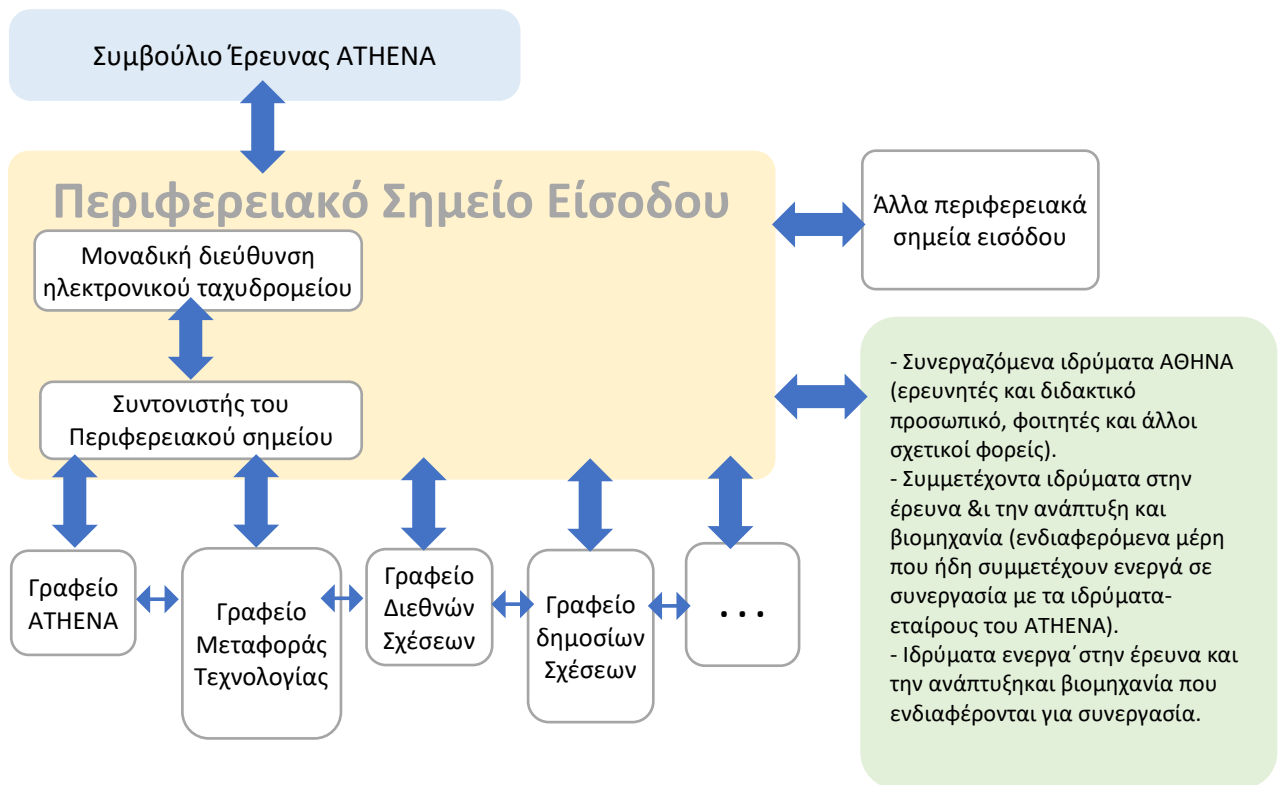 Συμβούλιο Έρευνας ATHENA
Περιφερειακό Σημείο Είσοδου
Μοναδική διεύθυνση
ηλεκτρονικού ταχυδρομείου
Συντονιστής του
Περιφερειακού σημείου
Άλλα περιφερειακά
σημεία εισόδου
- Συνεργαζόμενα ιδρύματα ΑΘΗΝΑ
(ερευνητές και διδακτικό
προσωπικό, φοιτητές και άλλοι
σχετικοί φορείς).
- Συμμετέχοντα ιδρύματα στην
έρευνα &ι την ανάπτυξη και
βιομηχανία (ενδιαφερόμενα μέρη
που ήδη συμμετέχουν ενεργά σε
συνεργασία με τα ιδρύματα-
εταίρους του ATHENA).
- Ιδρύματα ενεργα΄στην έρευνα και
την ανάπτυξηκαι βιομηχανία που
ενδιαφέρονται για συνεργασία.
Γραφείο
ATHENA
Γραφείο
Μεταφοράς
Τεχνολογίας
Γραφείο
Διεθνών
Σχέσεων
Γραφείο
δημοσίων
Σχέσεων
...